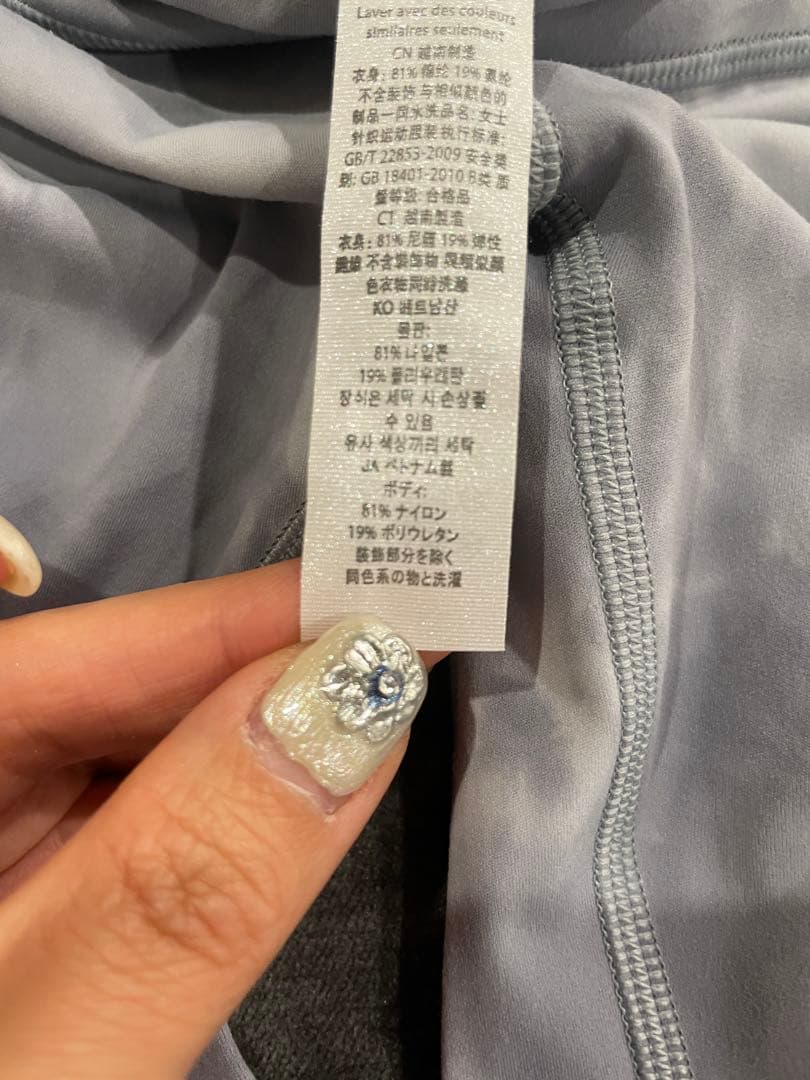 Laver avec des couleurs
similaires seulement
CN 越南制造
衣身: 81% 锦纶 19% 氨纶
不含装饰 与相似颜色的
制品一同水洗品名: 女士
针织运动服装 执行标准:
GB/T 22853-2009 安全类
别: GB 18401-2010 B类 质
量等级: 合格品
CT 越南製造
衣身: 81% 尼龍 19% 彈性
纖維 不含裝飾物 與類似顏
色衣物同時洗滌
KO 베트남산
몸판:
81% 나일론
19% 폴리우레탄
장식은 세탁 시 손상될
수 있음
유사 색상끼리 세탁
JA ベトナム製
ボディ:
81% ナイロン
19% ポリウレタン
装飾部分を除く
同色系の物と洗濯